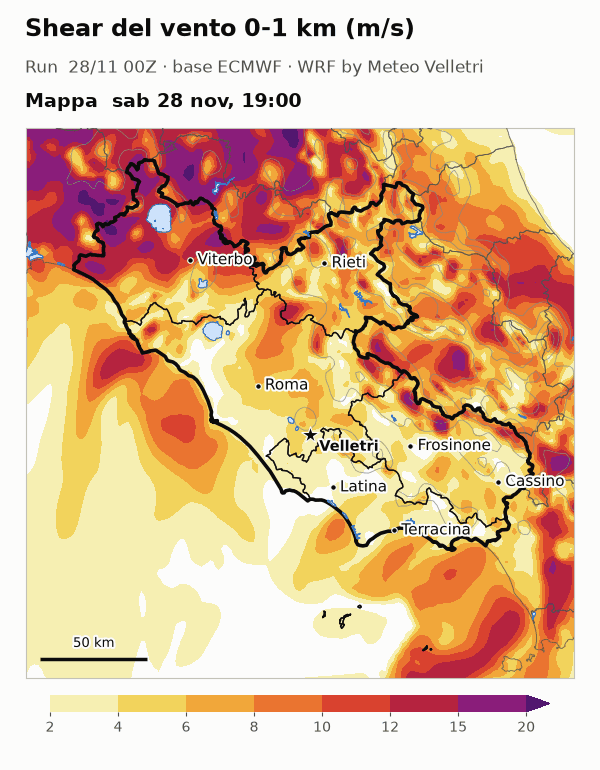 Shear del vento 0-1 km (m/s)
Run  28/11 00Z · base ECMWF · WRF by Meteo Velletri
Mappa  sab 28 nov, 19:00
Viterbo
Rieti
Roma
Velletri
Frosinone
Cassino
Latina
Terracina
50 km
2 4 6 8 10 12 15 20